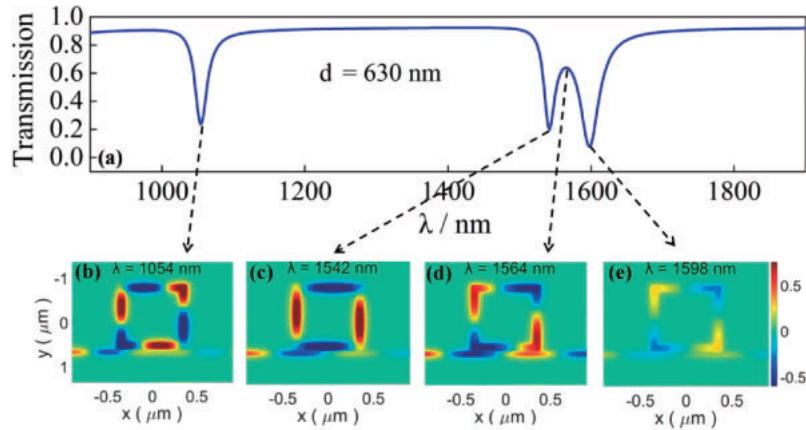 Transmission
1.0
0.8
0.6
0.4
0.2
0.0
(a)
d = 630 nm
1000
1200
1400
1600
1800
λ / nm
(b) λ = 1054 nm
(c) λ = 1542 nm
(d) λ = 1564 nm
(e) λ = 1598 nm
y ( μm )
-1
0
1
-0.5 0 0.5
-0.5 0 0.5
-0.5 0 0.5
-0.5 0 0.5
x ( μm )
x ( μm )
x ( μm )
x ( μm )
0.5
0
-0.5